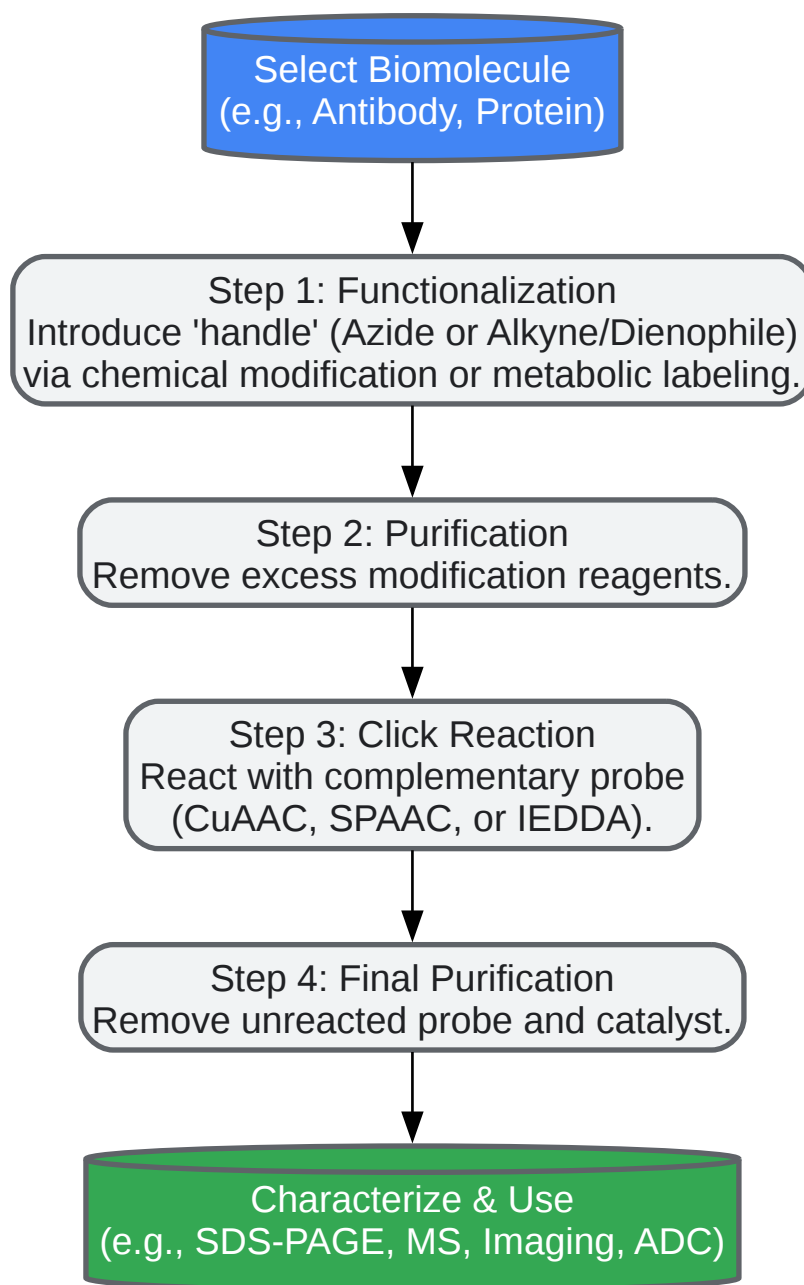 Select Biomolecule
(e.g., Antibody, Protein)
Step 1: Functionalization
Introduce 'handle' (Azide or Alkyne/Dienophile)
via chemical modification or metabolic labeling.
Step 2: Purification
Remove excess modification reagents.
Step 3: Click Reaction
React with complementary probe
(CuAAC, SPAAC, or IEDDA).
Step 4: Final Purification
Remove unreacted probe and catalyst.
Characterize & Use
(e.g., SDS-PAGE, MS, Imaging, ADC)